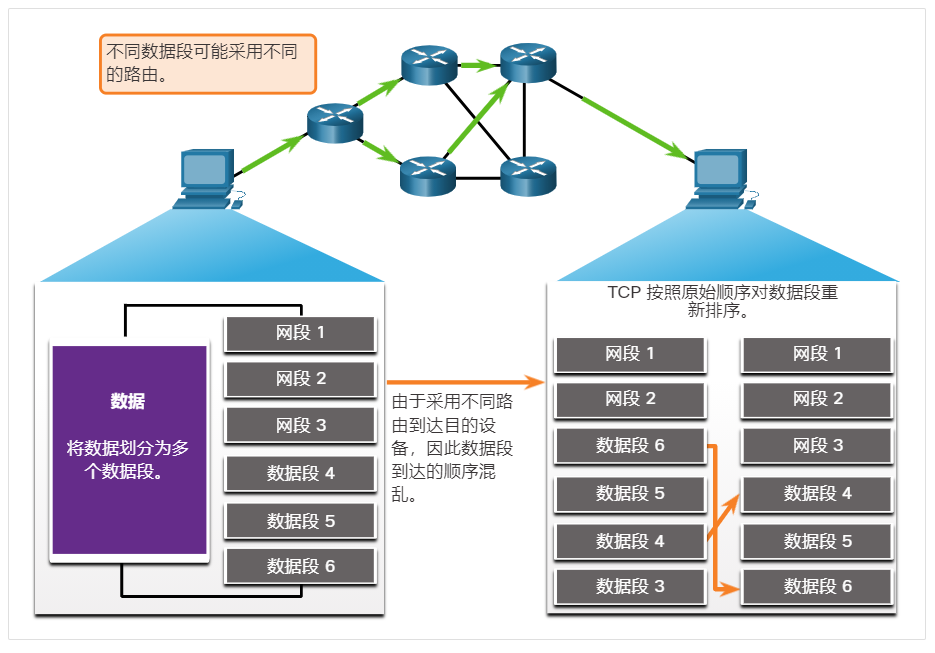 不同数据段可能采用不同
的路由。
数据
将数据划分为多
个数据段。
网段 1
网段 2
网段 3
数据段 4
数据段 5
数据段 6
由于采用不同路
由到达目的设
备，因此数据段
到达的顺序混
乱。
TCP 按照原始顺序对数据段重
新排序。
网段 1
网段 2
数据段 6
数据段 5
数据段 4
数据段 3
网段 1
网段 2
网段 3
数据段 4
数据段 5
数据段 6